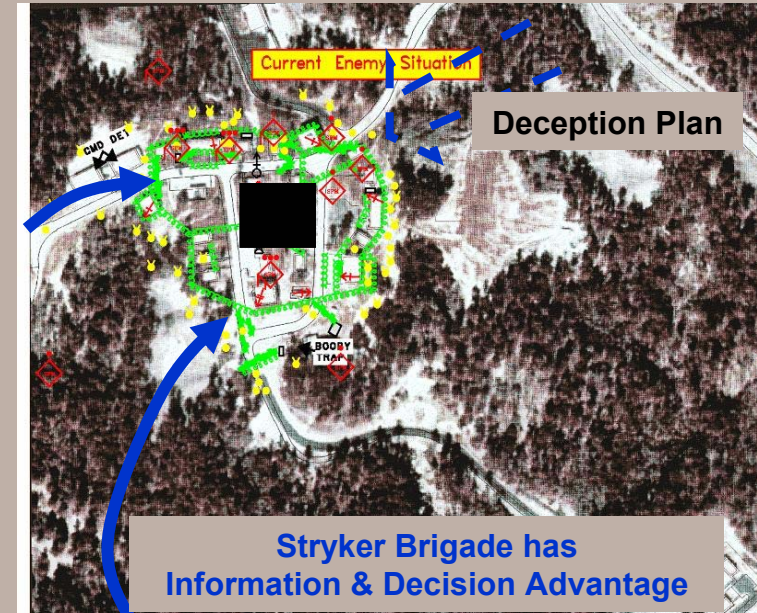 Current Enemy Situation
Deception Plan
CMD DET
BOOBY
TRAP
Stryker Brigade has
Information & Decision Advantage